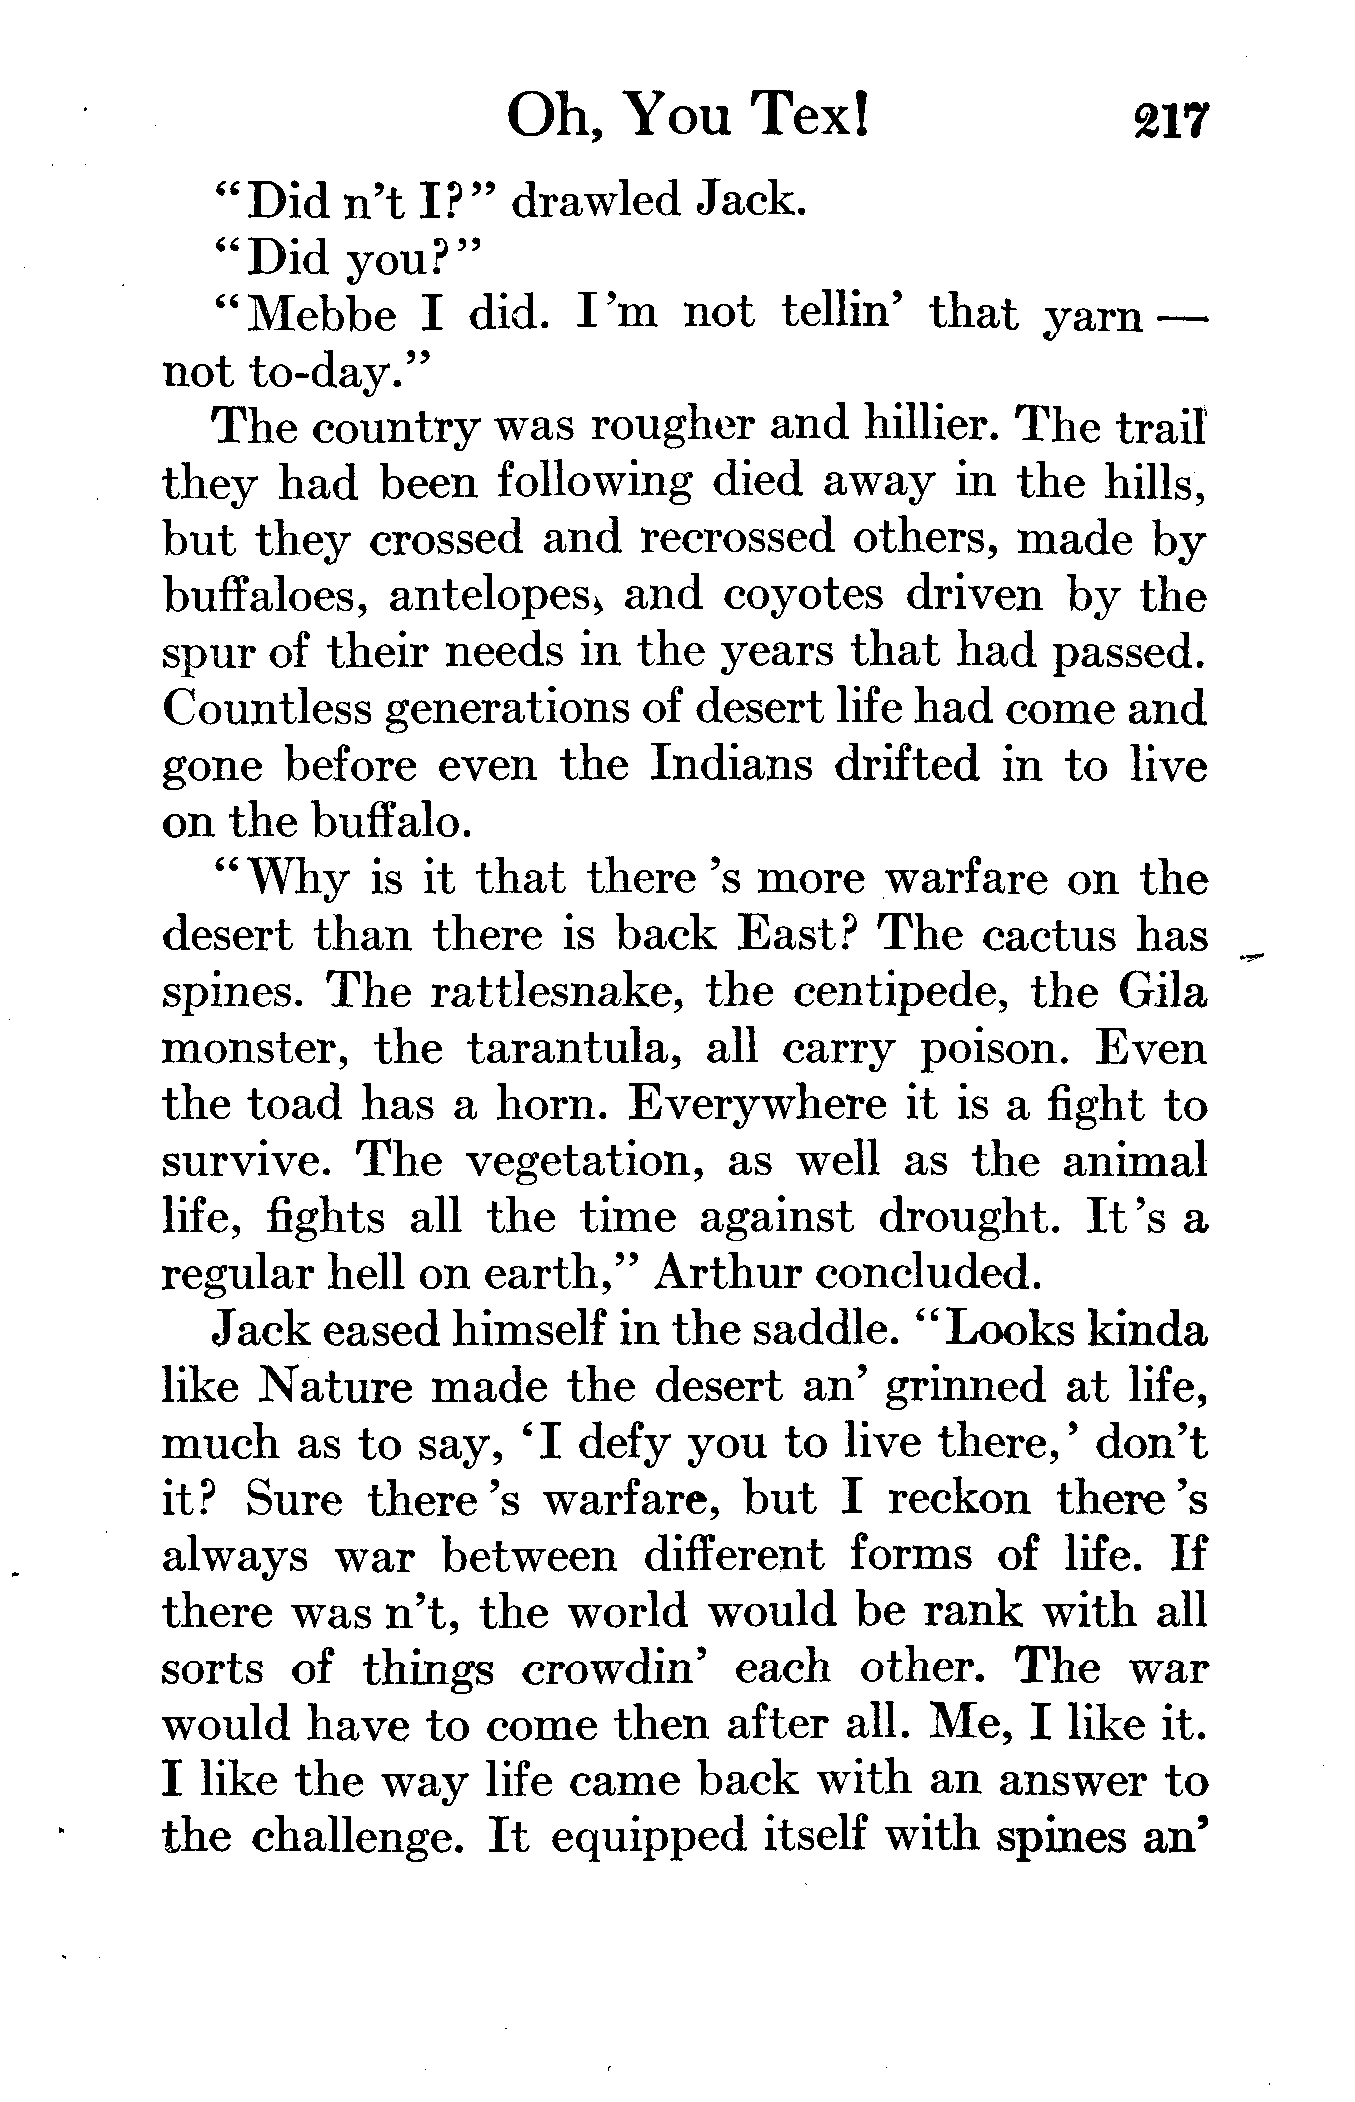 Oh, You Tex! 217
"Did n't I?" drawled Jack.
"Did you?"
"Mebbe I did. I'm not tellin' that yarn —
not to-day."
The country was rougher and hillier. The trail
they had been following died away in the hills,
but they crossed and recrossed others, made by
buffaloes, antelopes, and coyotes driven by the
spur of their needs in the years that had passed.
Countless generations of desert life had come and
gone before even the Indians drifted in to live
on the buffalo.
"Why is it that there's more warfare on the
desert than there is back East? The cactus has
spines. The rattlesnake, the centipede, the Gila
monster, the tarantula, all carry poison. Even
the toad has a horn. Everywhere it is a fight to
survive. The vegetation, as well as the animal
life, fights all the time against drought. It's a
regular hell on earth," Arthur concluded.
Jack eased himself in the saddle. "Looks kinda
like Nature made the desert an' grinned at life,
much as to say, 'I defy you to live there,' don't
it? Sure there's warfare, but I reckon there's
always war between different forms of life. If
there was n't, the world would be rank with all
sorts of things crowdin' each other. The war
would have to come then after all. Me, I like it.
I like the way life came back with an answer to
the challenge. It equipped itself with spines an'